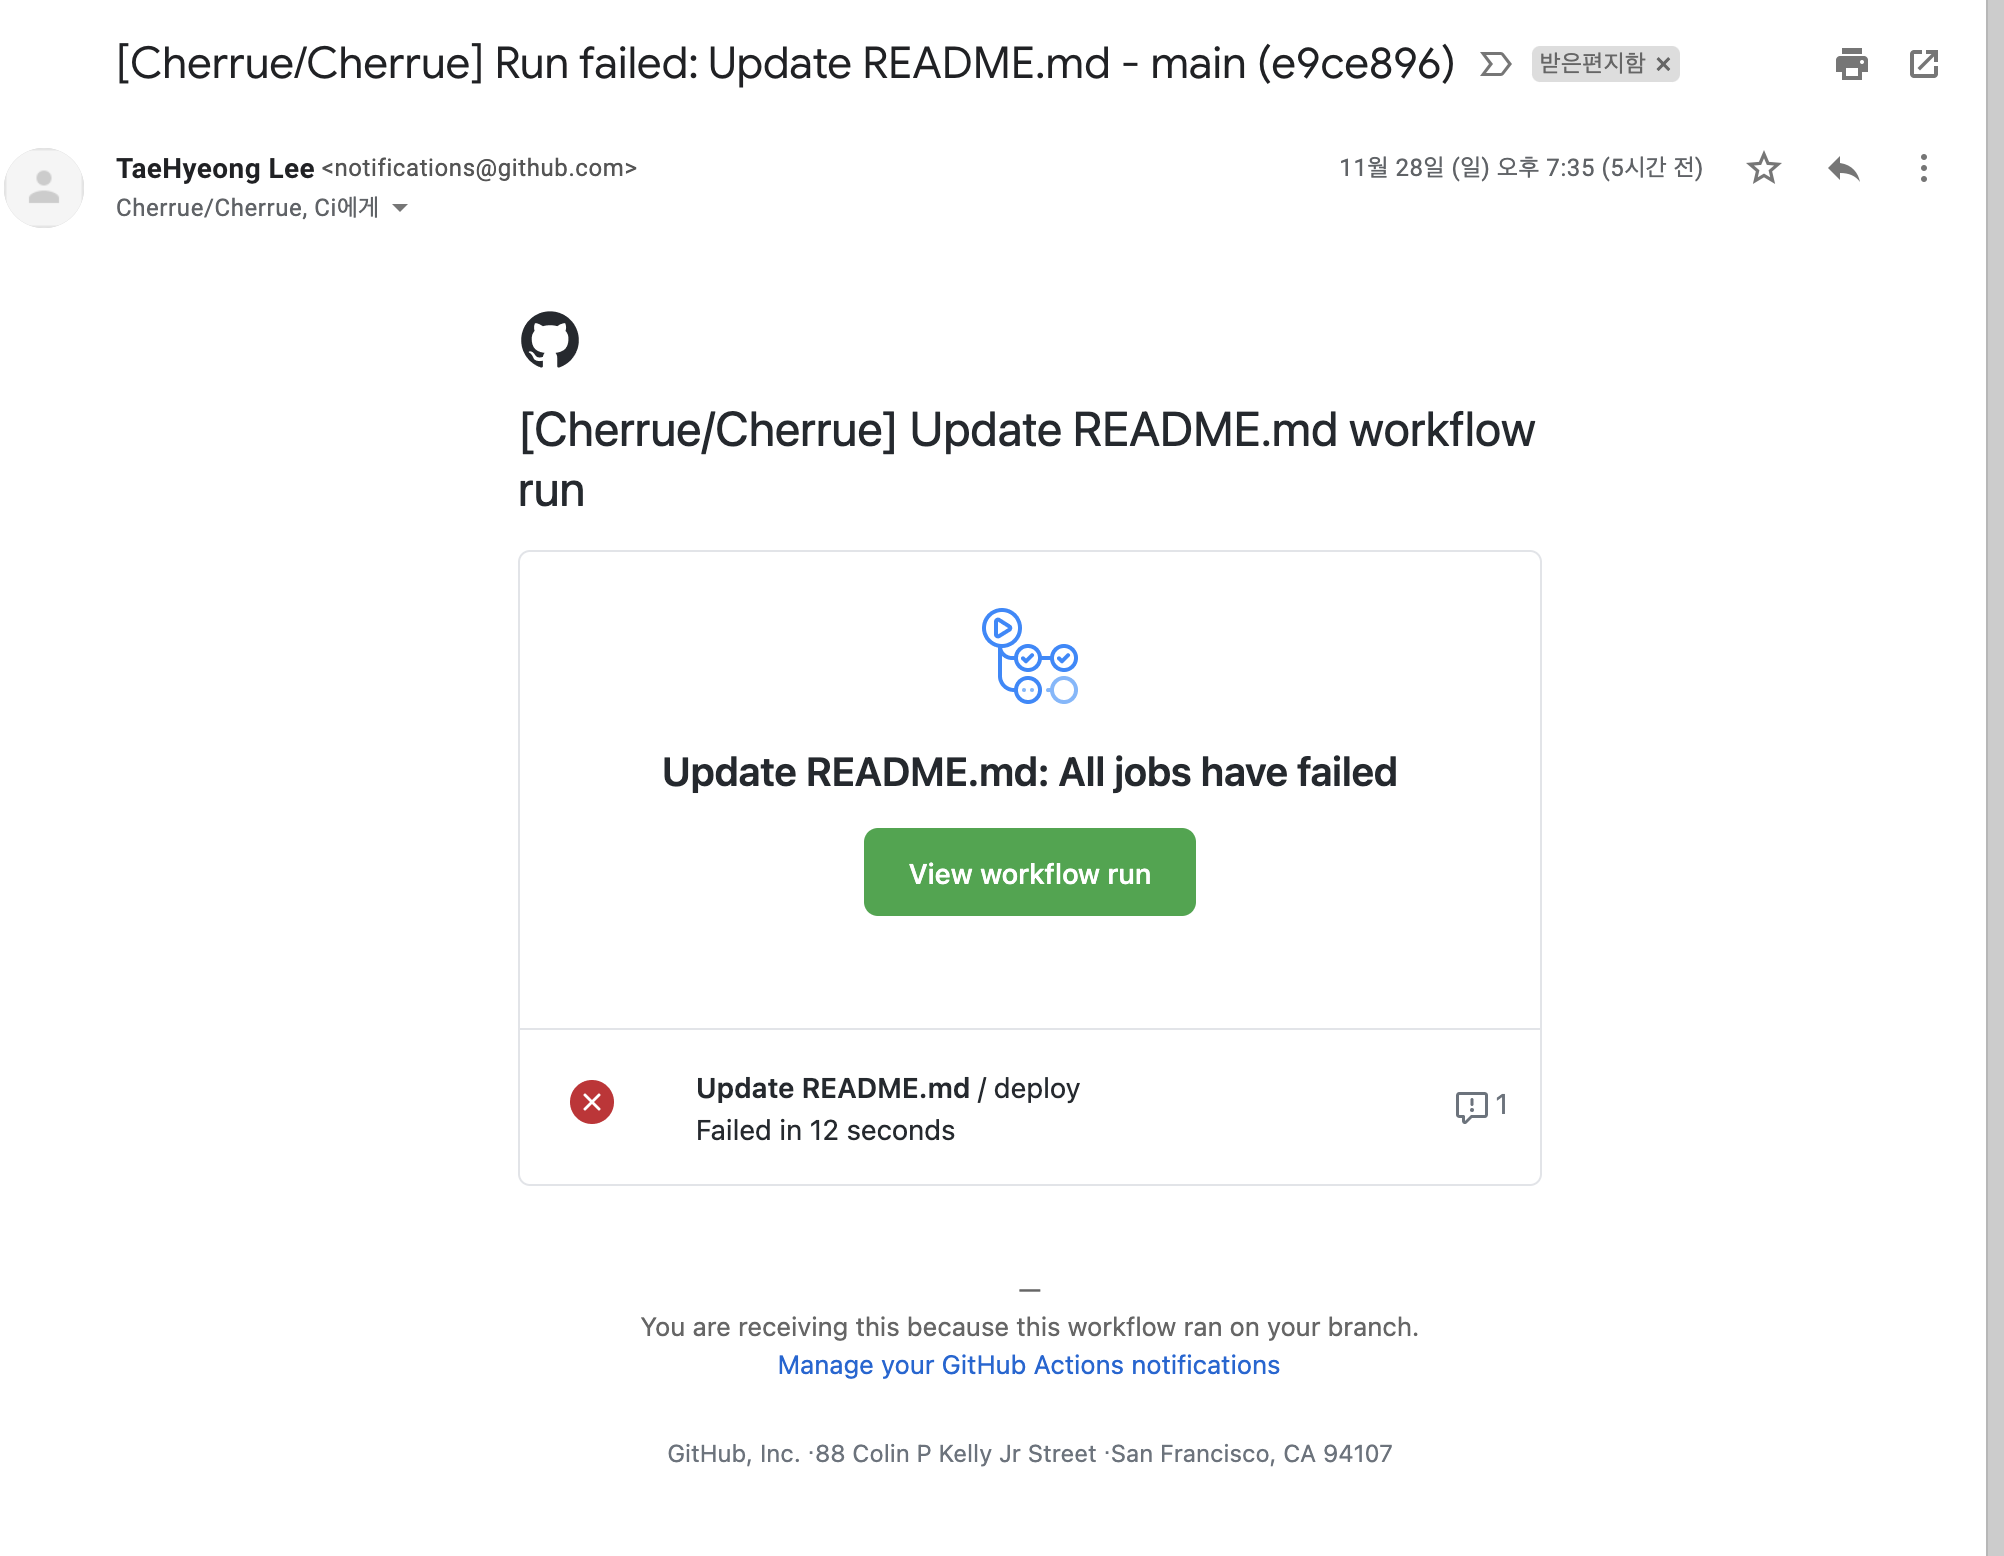 [Cherrue/Cherrue] Run failed: Update README.md - main (e9ce896) 받은편지함 ×
TaeHyeong Lee <notifications@github.com> 11월 28일 (일) 오후 7:35 (5시간 전)
Cherrue/Cherrue, Ci에게
[Cherrue/Cherrue] Update README.md workflow
run
Update README.md: All jobs have failed
View workflow run
Update README.md / deploy
Failed in 12 seconds
1
—
You are receiving this because this workflow ran on your branch.
Manage your GitHub Actions notifications
GitHub, Inc. ·88 Colin P Kelly Jr Street ·San Francisco, CA 94107